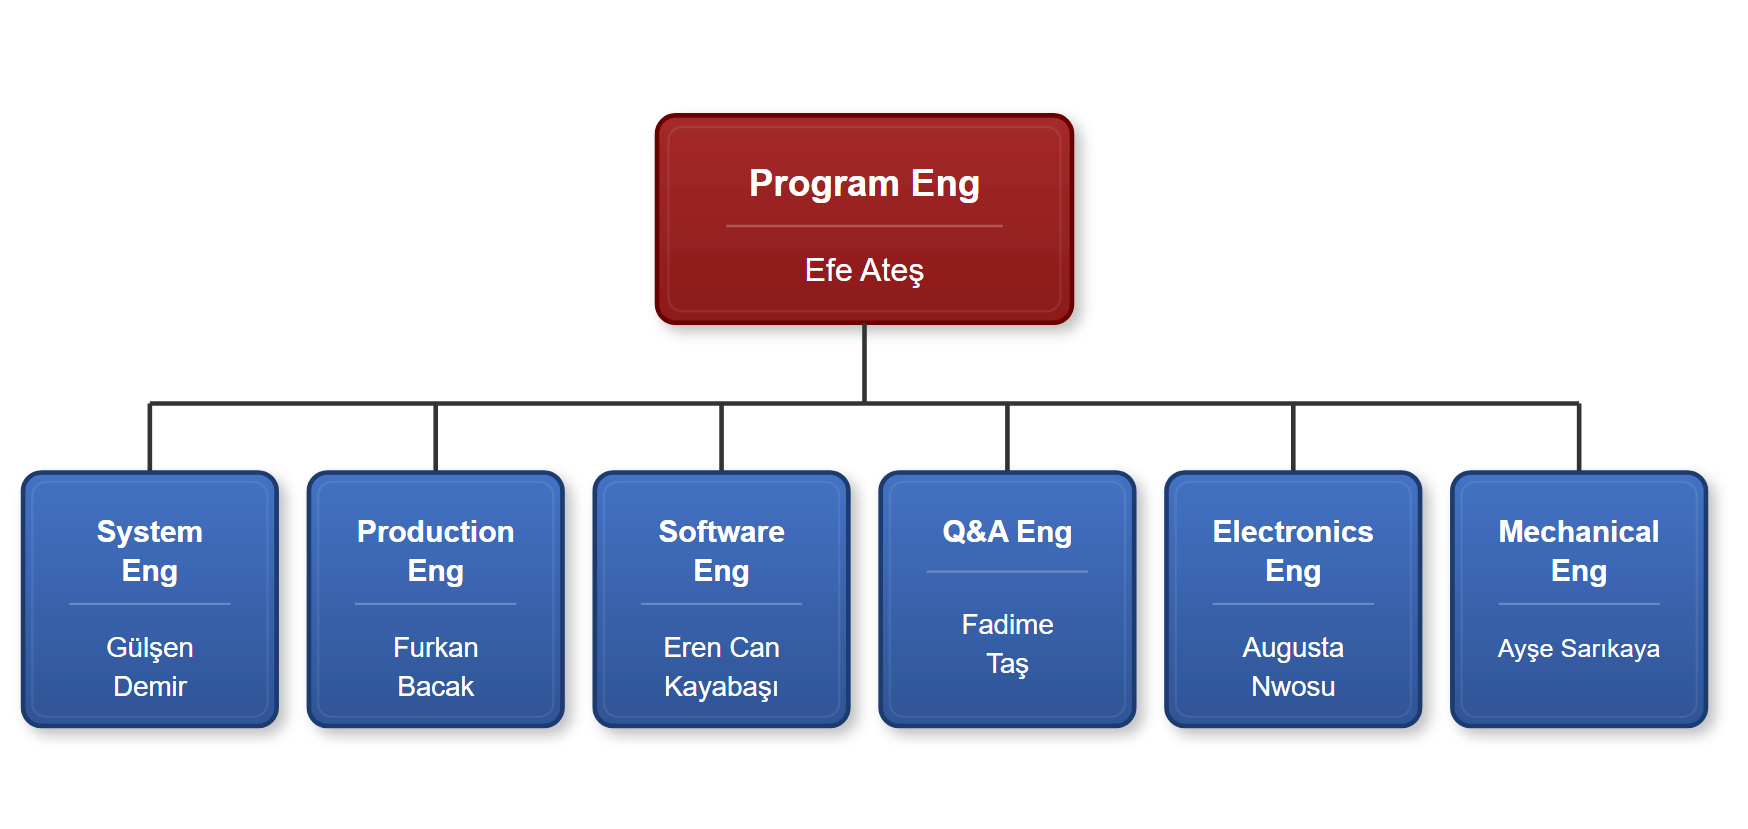 Program Eng
Efe Ateş
System
Eng
Gülşen
Demir
Production
Eng
Furkan
Bacak
Software
Eng
Eren Can
Kayabaşı
Q&A Eng
Fadime
Taş
Electronics
Eng
Augusta
Nwosu
Mechanical
Eng
Ayşe Sarıkaya